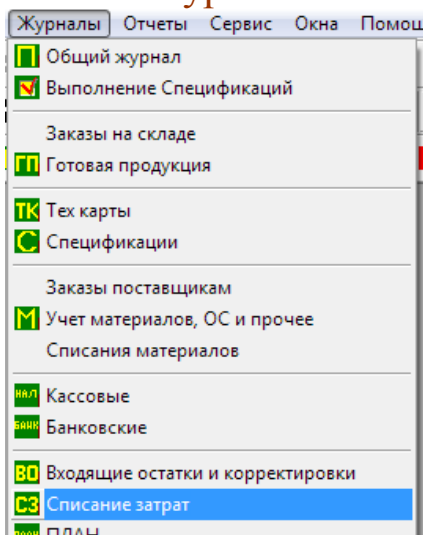 Журналы Отчеты Сервис Окна Помощ
П Общий журнал
Выполнение Спецификаций
Заказы на складе
ГП Готовая продукция
ТК Тех карты
С Спецификации
Заказы поставщикам
М Учет материалов, ОС и прочее
Списания материалов
НАЛ Кассовые
БАНК Банковские
ВО Входящие остатки и корректировки
СЗ Списание затрат
ПЛАН